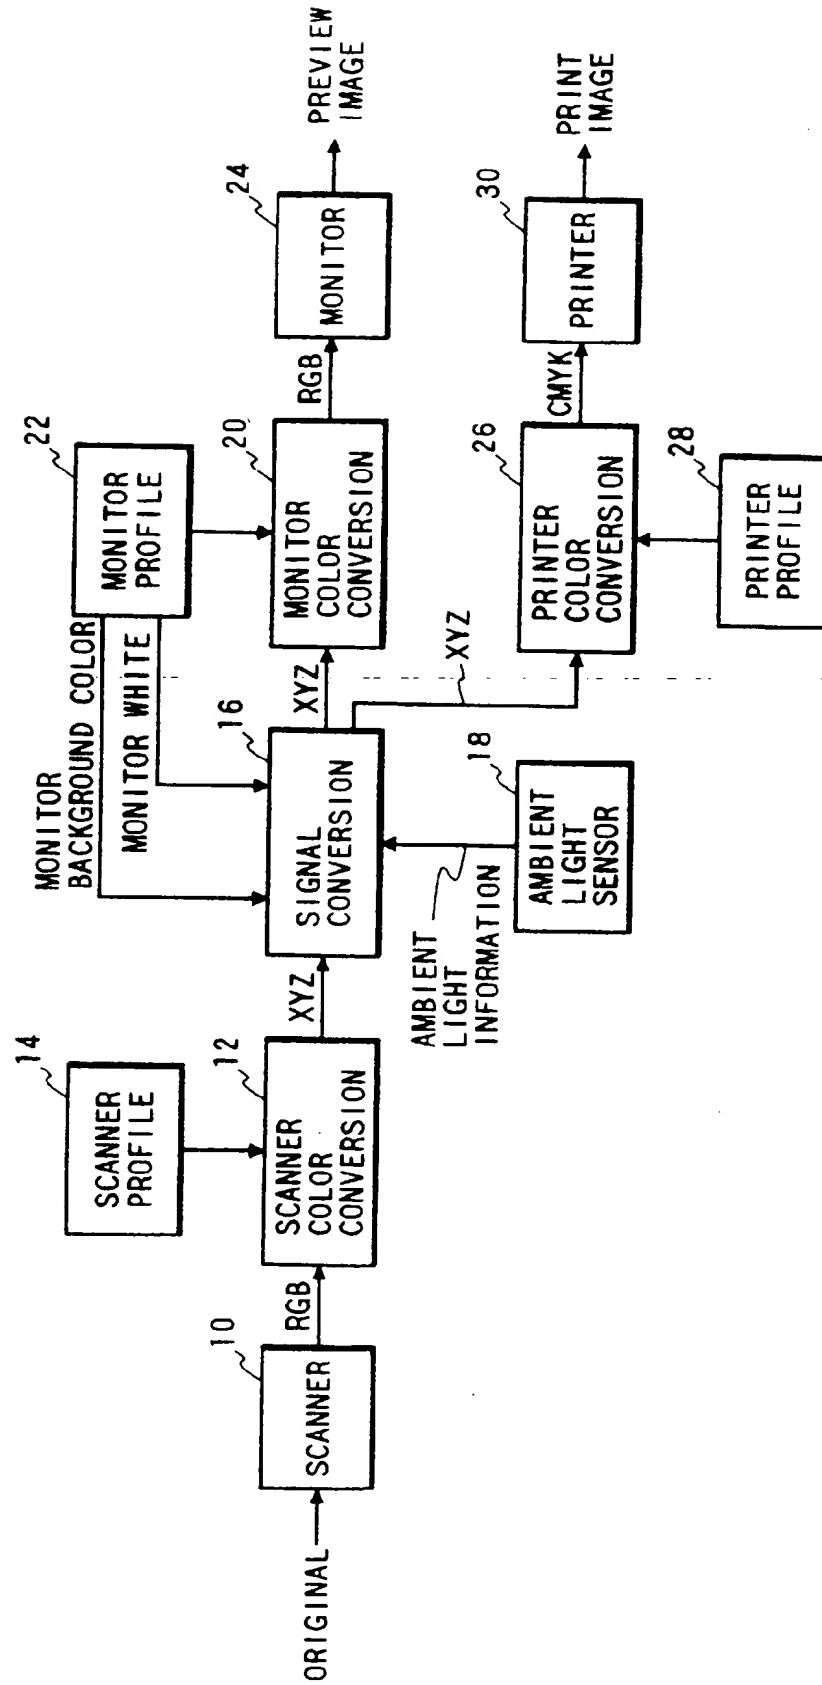 ORIGINAL
10
SCANNER
RGB
14
SCANNER
PROFILE
12
SCANNER
COLOR
CONVERSION
XYZ
MONITOR
BACKGROUND COLOR
MONITOR WHITE
16
SIGNAL
CONVERSION
AMBIENT
LIGHT
INFORMATION
18
AMBIENT
LIGHT
SENSOR
XYZ
XYZ
22
MONITOR
PROFILE
20
MONITOR
COLOR
CONVERSION
RGB
24
MONITOR
PREVIEW
IMAGE
26
PRINTER
COLOR
CONVERSION
28
PRINTER
PROFILE
CMYK
30
PRINTER
PRINT
IMAGE